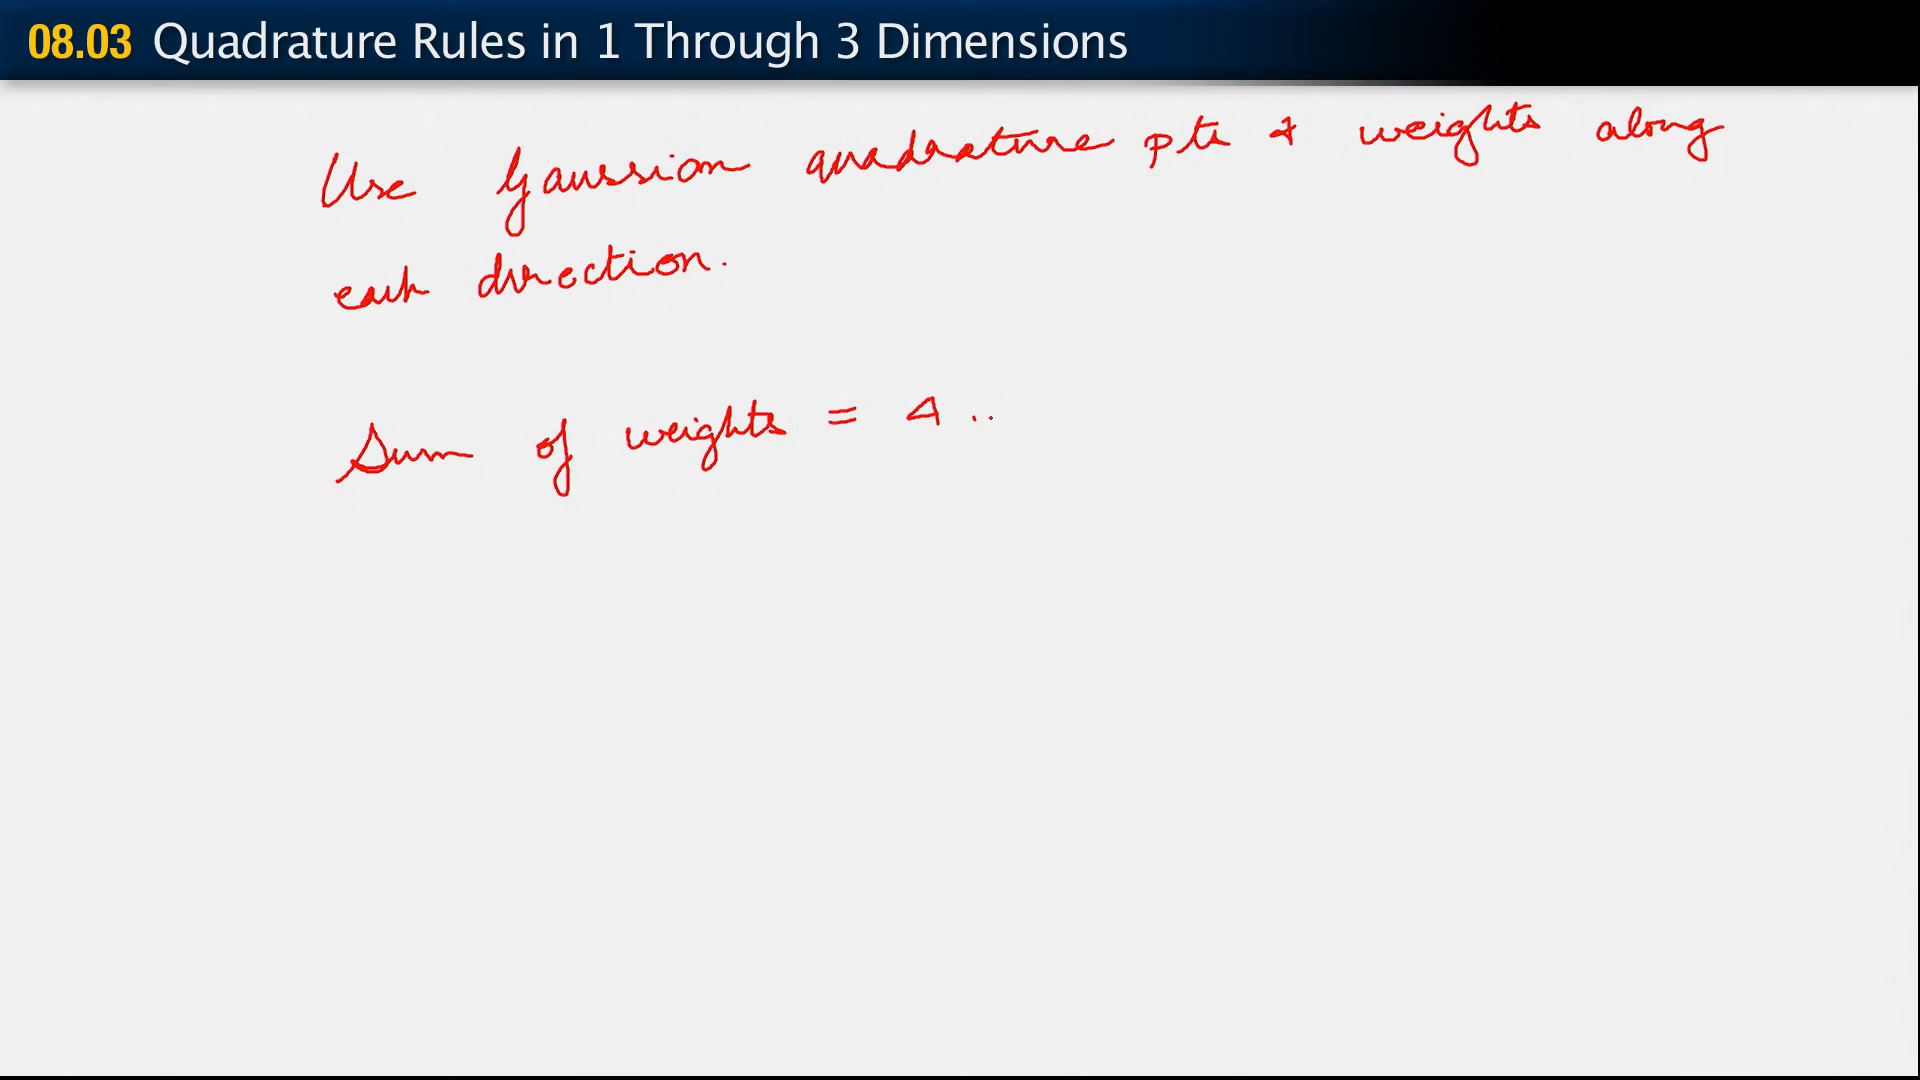 08.03 Quadrature Rules in 1 Through 3 Dimensions
Use Gaussian quadrature pts & weights along
each direction.
Sum of weights = 4 ..